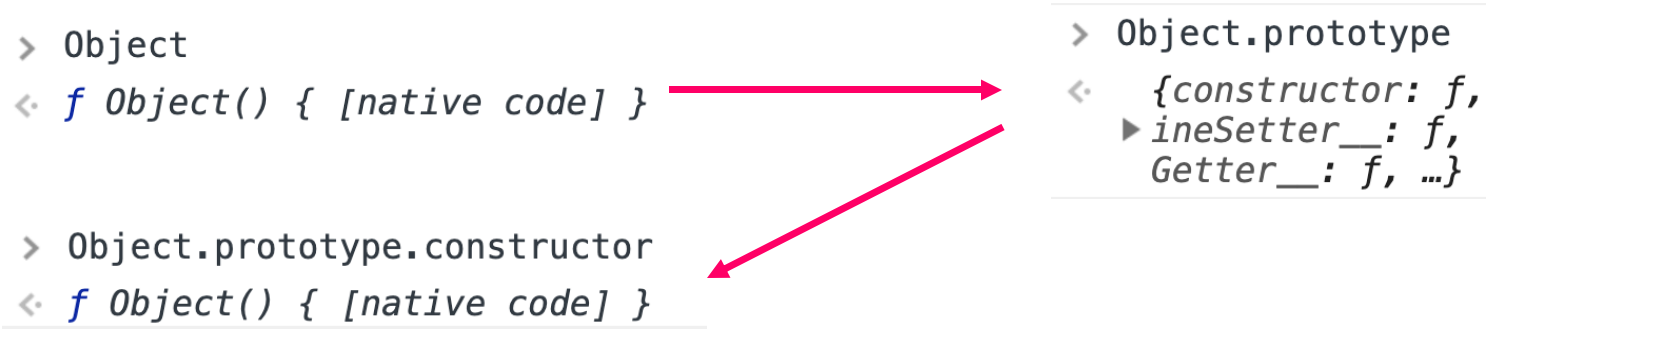 Object
f Object() { [native code] }
Object.prototype
{constructor: f,
ineSetter__: f,
Getter__: f, …}
Object.prototype.constructor
f Object() { [native code] }